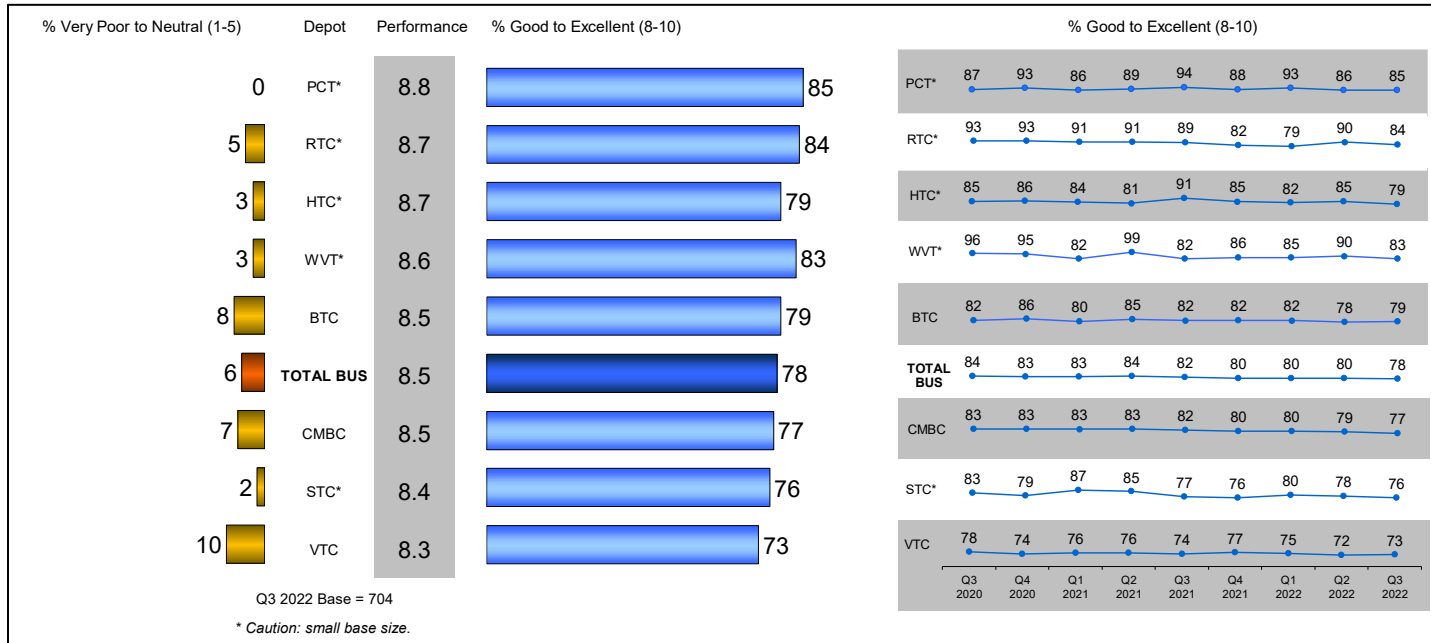 % Very Poor to Neutral (1-5) Depot Performance % Good to Excellent (8-10)
0 PCT* 8.8 85
5 RTC* 8.7 84
3 HTC* 8.7 79
3 WVT* 8.6 83
8 BTC 8.5 79
6 TOTAL BUS 8.5 78
7 CMBC 8.5 77
2 STC* 8.4 76
10 VTC 8.3 73
Q3 2022 Base = 704
* Caution: small base size.
% Good to Excellent (8-10)
PCT* 87 93 86 89 94 88 93 86 85
RTC* 93 93 91 91 89 82 79 90 84
HTC* 85 86 84 81 91 85 82 85 79
WVT* 96 95 82 99 82 86 85 90 83
BTC 82 86 80 85 82 82 82 78 79
TOTAL BUS 84 83 83 84 82 80 80 80 78
CMBC 83 83 83 83 82 80 80 79 77
STC* 83 79 87 85 77 76 80 78 76
VTC 78 74 76 76 74 77 75 72 73
Q3 Q4 Q1 Q2 Q3 Q4 Q1 Q2 Q3
2020 2020 2021 2021 2021 2021 2022 2022 2022